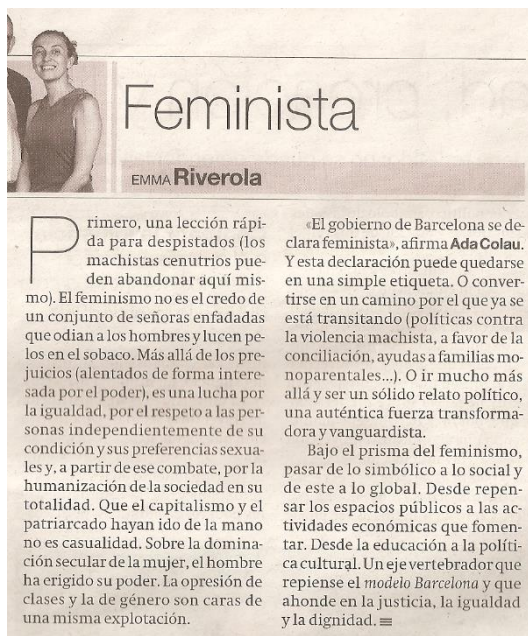 Feminista
EMMA Riverola
Primero, una lección rápi-
da para despistados (los
machistas cenutrios pue-
den abandonar aquí mis-
mo). El feminismo no es el credo de
un conjunto de señoras enfadadas
que odian a los hombres y lucen pe-
los en el sobaco. Más allá de los pre-
juicios (alentados de forma intere-
sada por el poder), es una lucha por
la igualdad, por el respeto a las per-
sonas independientemente de su
condición y sus preferencias sexua-
les y, a partir de ese combate, por la
humanización de la sociedad en su
totalidad. Que el capitalismo y el
patriarcado hayan ido de la mano
no es casualidad. Sobre la domina-
ción secular de la mujer, el hombre
ha erigido su poder. La opresión de
clases y la de género son caras de
una misma explotación.
«El gobierno de Barcelona se de-
clara feminista», afirma Ada Colau.
Y esta declaración puede quedarse
en una simple etiqueta. O conver-
tirse en un camino por el que ya se
está transitando (políticas contra
la violencia machista, a favor de la
conciliación, ayudas a familias mo-
noparentales...). O ir mucho más
allá y ser un sólido relato político,
una auténtica fuerza transforma-
dora y vanguardista.
Bajo el prisma del feminismo,
pasar de lo simbólico a lo social y
de este a lo global. Desde repen-
sar los espacios públicos a las ac-
tividades económicas que fomen-
tar. Desde la educación a la políti-
ca cultural. Un eje vertebrador que
repiense el modelo Barcelona y que
ahonde en la justicia, la igualdad
y la dignidad.